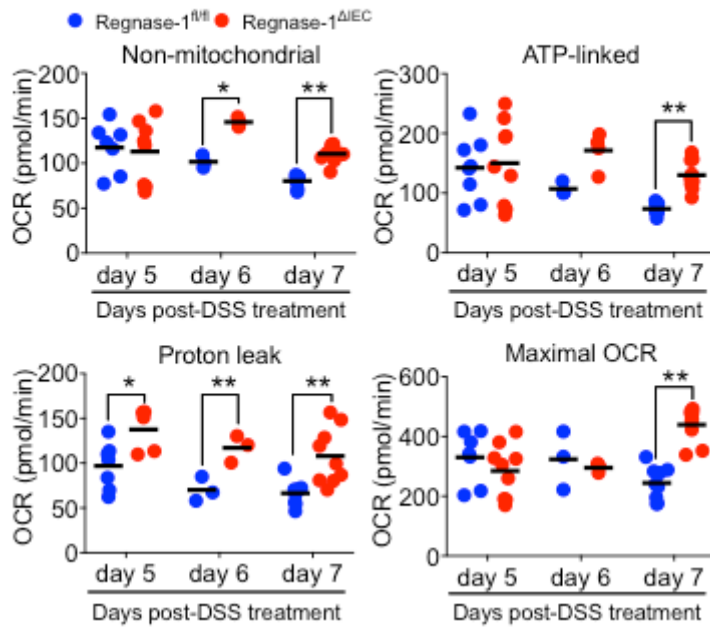 Regnase-1fl/fl Regnase-1ΔIEC
Non-mitochondrial
OCR (pmol/min)
200
150
100
50
0
* **
day 5 day 6 day 7
Days post-DSS treatment
ATP-linked
OCR (pmol/min)
300
200
100
0
**
day 5 day 6 day 7
Days post-DSS treatment
Proton leak
OCR (pmol/min)
200
150
100
50
0
* ** **
day 5 day 6 day 7
Days post-DSS treatment
Maximal OCR
OCR (pmol/min)
600
400
200
0
**
day 5 day 6 day 7
Days post-DSS treatment